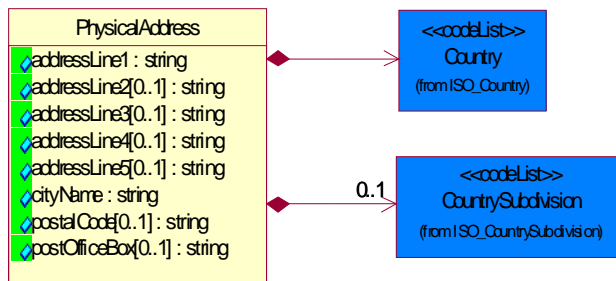 PhysicalAddress
addressLine1 : string
addressLine2[0..1] : string
addressLine3[0..1] : string
addressLine4[0..1] : string
addressLine5[0..1] : string
cityName : string
postalCode[0..1] : string
postOfficeBox[0..1] : string
<<codeList>>
Country
(from ISO_Country)
0..1
<<codeList>>
CountrySubdivision
(from ISO_CountrySubdivision)